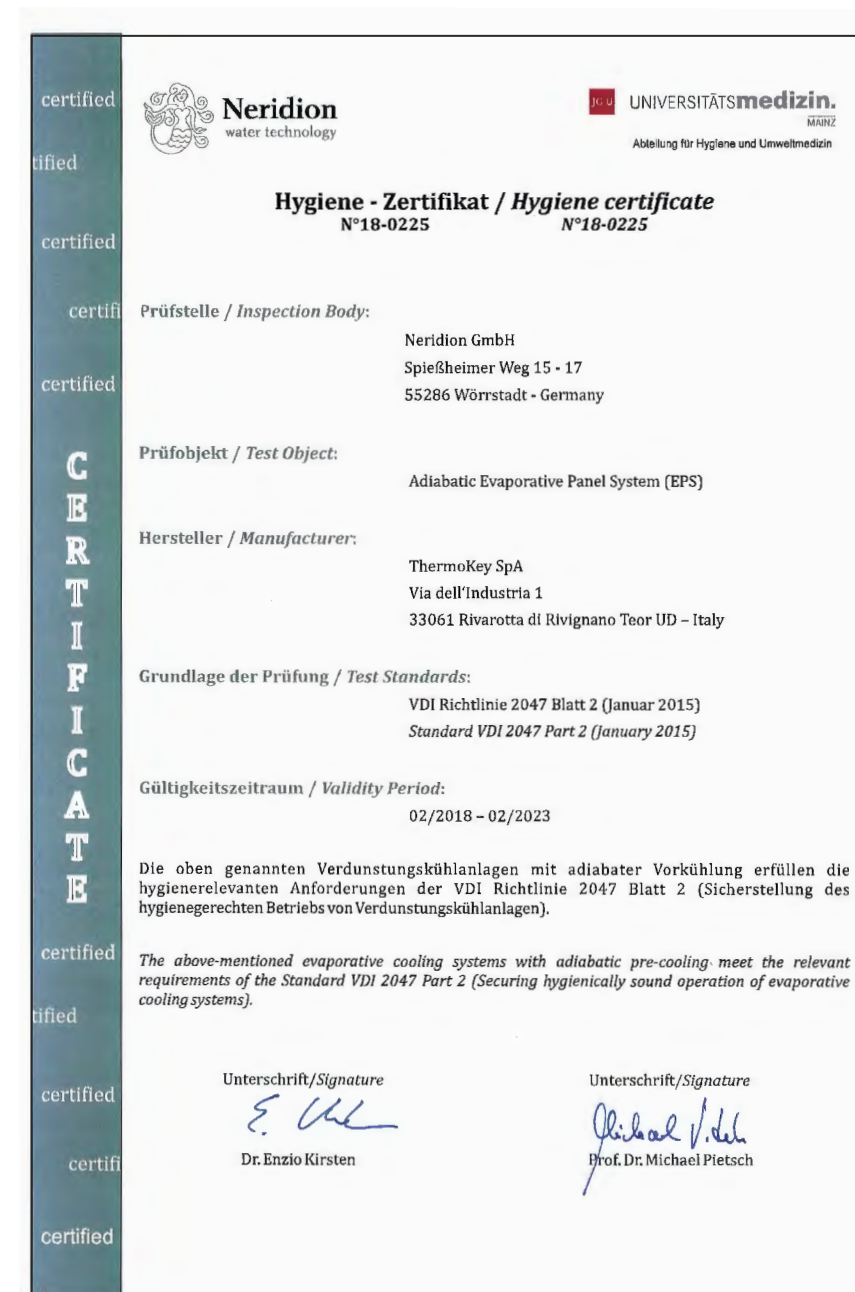 certified
tified
certified
certifi
certified
CERTIFICATE
certified
tified
certified
certifi
certified
Neridion
water technology
JGU
UNIVERSITÄTSmedizin.
MAINZ
Abteilung für Hygiene und Umweltmedizin
Hygiene - Zertifikat / Hygiene certificate
N°18-0225 N°18-0225
Prüfstelle / Inspection Body:
Neridion GmbH
Spießheimer Weg 15 - 17
55286 Wörrstadt - Germany
Prüfobjekt / Test Object:
Adiabatic Evaporative Panel System (EPS)
Hersteller / Manufacturer:
ThermoKey SpA
Via dell'Industria 1
33061 Rivarotta di Rivignano Teor UD – Italy
Grundlage der Prüfung / Test Standards:
VDI Richtlinie 2047 Blatt 2 (Januar 2015)
Standard VDI 2047 Part 2 (January 2015)
Gültigkeitszeitraum / Validity Period:
02/2018 – 02/2023
Die oben genannten Verdunstungskühlanlagen mit adiabater Vorkühlung erfüllen die
hygienerelevanten Anforderungen der VDI Richtlinie 2047 Blatt 2 (Sicherstellung des
hygienegerechten Betriebs von Verdunstungskühlanlagen).
The above-mentioned evaporative cooling systems with adiabatic pre-cooling meet the relevant
requirements of the Standard VDI 2047 Part 2 (Securing hygienically sound operation of evaporative
cooling systems).
Unterschrift/Signature Unterschrift/Signature
Dr. Enzio Kirsten Prof. Dr. Michael Pietsch